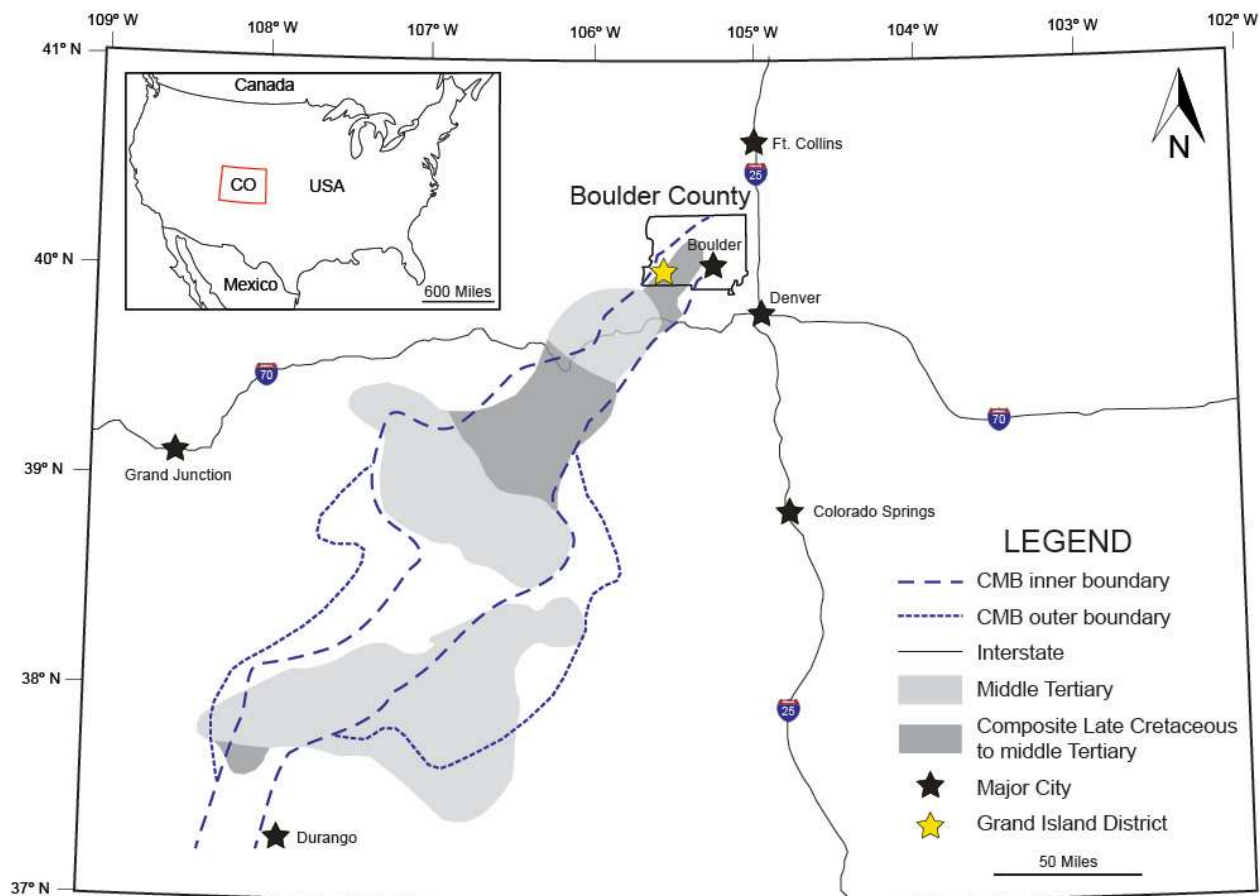 109° W
108° W
107° W
106° W
105° W
104° W
103° W
102° W
41° N
Canada
CO
USA
Mexico
600 Miles
N
Ft. Collins
25
Boulder County
Boulder
40° N
Denver
70
70
39° N
Grand Junction
Colorado Springs
LEGEND
CMB inner boundary
CMB outer boundary
Interstate
38° N
Middle Tertiary
25
Composite Late Cretaceous
to middle Tertiary
Major City
Grand Island District
Durango
50 Miles
37° N